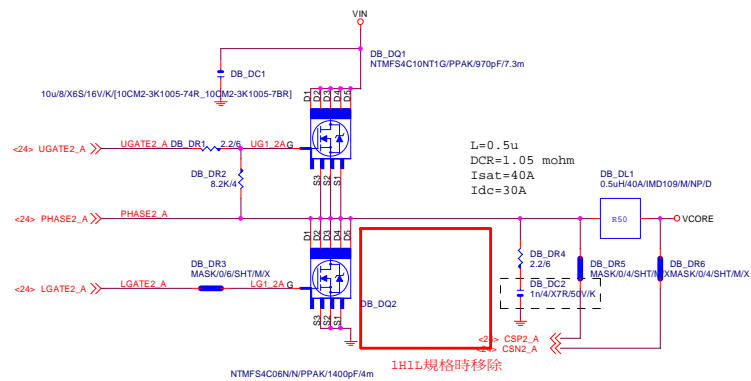 VIN
DB_DQ1
NTMFS4C10NT1G/PPAK/970pF/7.3m
DB_DC1
10u/8/X6S/16V/K/[10CM2-3K1005-74R_10CM2-3K1005-7BR]
D1 D2 D3 D4 D5
<24> UGATE2_A UGATE2_A DB_DR1 2.2/6 UG1_2A G
L=0.5u
DCR=1.05 mohm
Isat=40A
Idc=30A
DB_DR2
8.2K/4
S3 S2 S1
DB_DL1
0.5uH/40A/IMD109/M/NP/D
R50
VCORE
<24> PHASE2_A PHASE2_A
D1 D2 D3 D4 D5
DB_DR3
MASK/0/6/SHT/M/X
<24> LGATE2_A LGATE2_A LG1_2A G
DB_DQ2
S3 S2 S1
DB_DR4
2.2/6
DB_DR5
MASK/0/4/SHT/M/X
DB_DR6
MASK/0/4/SHT/M/X
DB_DC2
1n/4/X7R/50V/K
CSP2_A
CSN2_A
1H1L規格時移除
NTMFS4C06N/N/PPAK/1400pF/4m